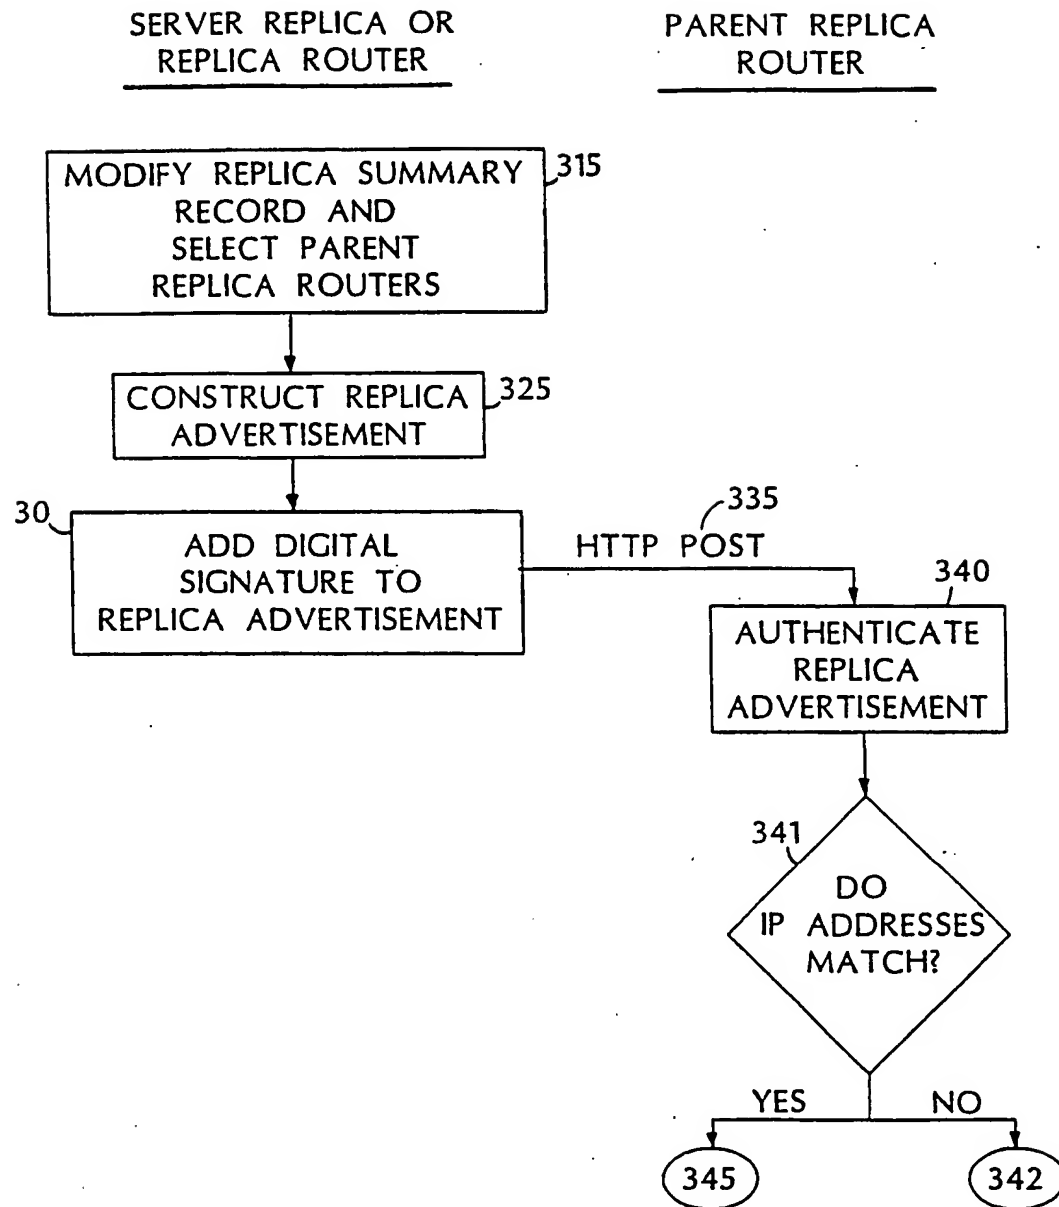 SERVER REPLICA OR
REPLICA ROUTER
PARENT REPLICA
ROUTER
MODIFY REPLICA SUMMARY
RECORD AND
SELECT PARENT
REPLICA ROUTERS
315
CONSTRUCT REPLICA
ADVERTISEMENT
325
30
ADD DIGITAL
SIGNATURE TO
REPLICA ADVERTISEMENT
335
HTTP POST
340
AUTHENTICATE
REPLICA
ADVERTISEMENT
341
DO
IP ADDRESSES
MATCH?
YES
NO
345
342